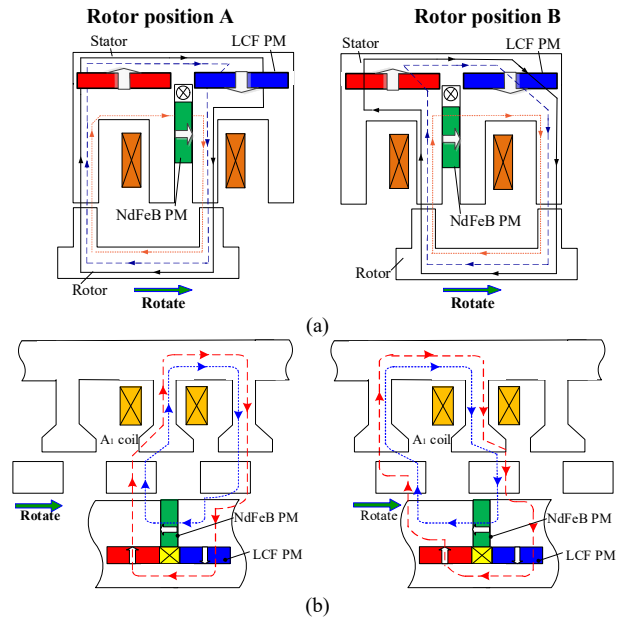 Rotor position A
Rotor position B
Stator
LCF PM
Stator
LCF PM
NdFeB PM
NdFeB PM
Rotor
Rotor
Rotate
Rotate
(a)
A1 coil
A1 coil
Rotate
Rotate
NdFeB PM
NdFeB PM
LCF PM
LCF PM
(b)